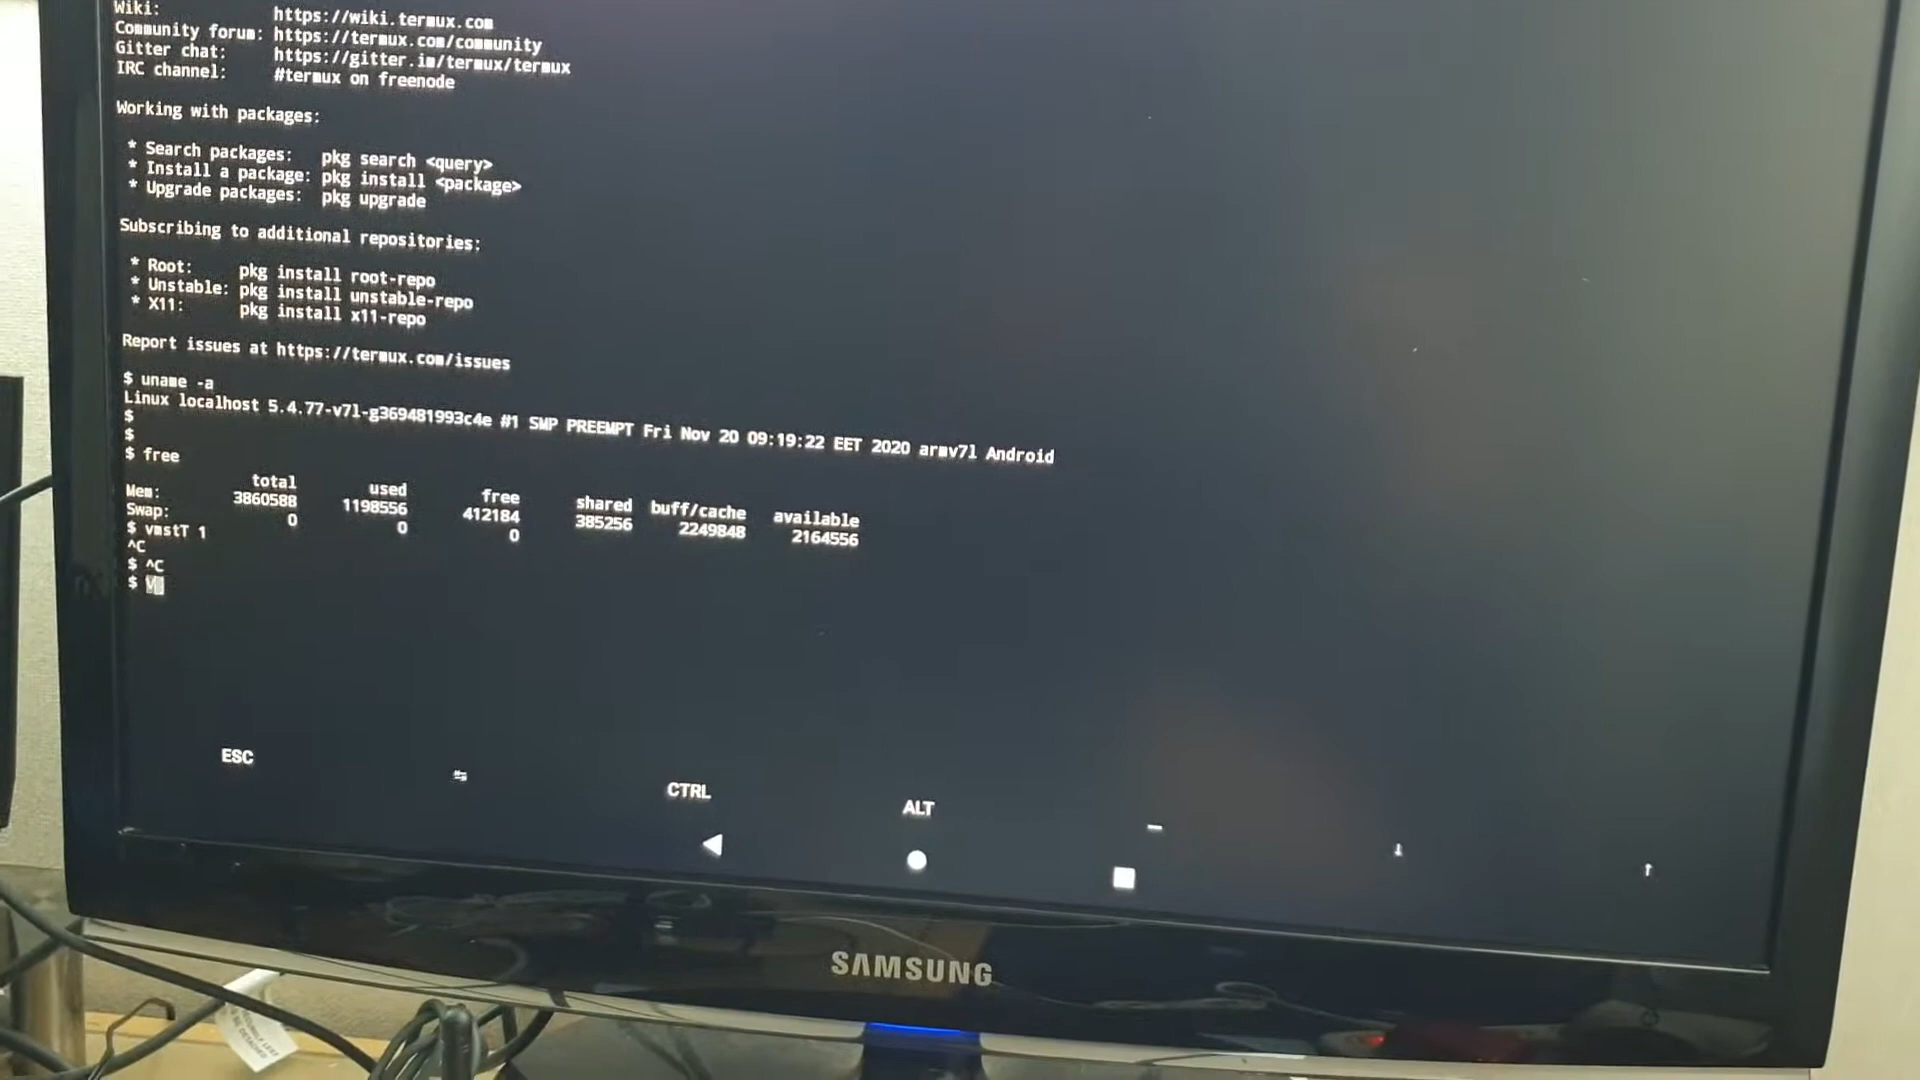 Wiki: https://wiki.termux.com
Community forum: https://termux.com/community
Gitter chat: https://gitter.im/termux/termux
IRC channel: #termux on freenode
Working with packages:
* Search packages: pkg search <query>
* Install a package: pkg install <package>
* Upgrade packages: pkg upgrade
Subscribing to additional repositories:
* Root: pkg install root-repo
* Unstable: pkg install unstable-repo
* X11: pkg install x11-repo
Report issues at https://termux.com/issues
$ uname -a
Linux localhost 5.4.77-v7l-g369481993c4e #1 SMP PREEMPT Fri Nov 20 09:19:22 EET 2020 armv7l Android
$
$
$ free
total used free shared buff/cache available
Mem: 3860588 1198556 412184 385256 2249848 2164556
Swap: 0 0 0
$ vmstT 1
^C
$ ^C
$ V
ESC ⇆ CTRL ALT – ↓ ↑
SAMSUNG